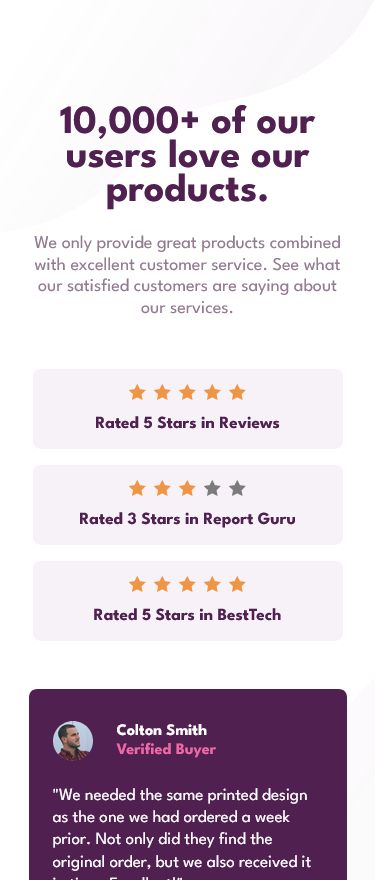 10,000+ of our
users love our
products.
We only provide great products combined
with excellent customer service. See what
our satisfied customers are saying about
our services.
Rated 5 Stars in Reviews
Rated 3 Stars in Report Guru
Rated 5 Stars in BestTech
Colton Smith
Verified Buyer
"We needed the same printed design
as the one we had ordered a week
prior. Not only did they find the
original order, but we also received it